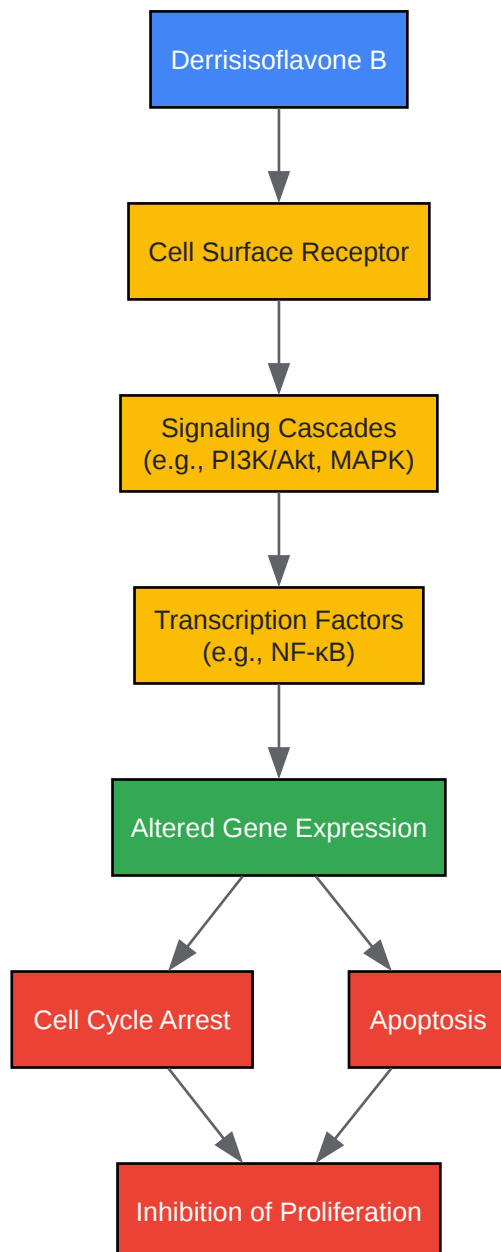 Derrisisoflavone B
Cell Surface Receptor
Signaling Cascades
(e.g., PI3K/Akt, MAPK)
Transcription Factors
(e.g., NF-κB)
Altered Gene Expression
Cell Cycle Arrest
Apoptosis
Inhibition of Proliferation